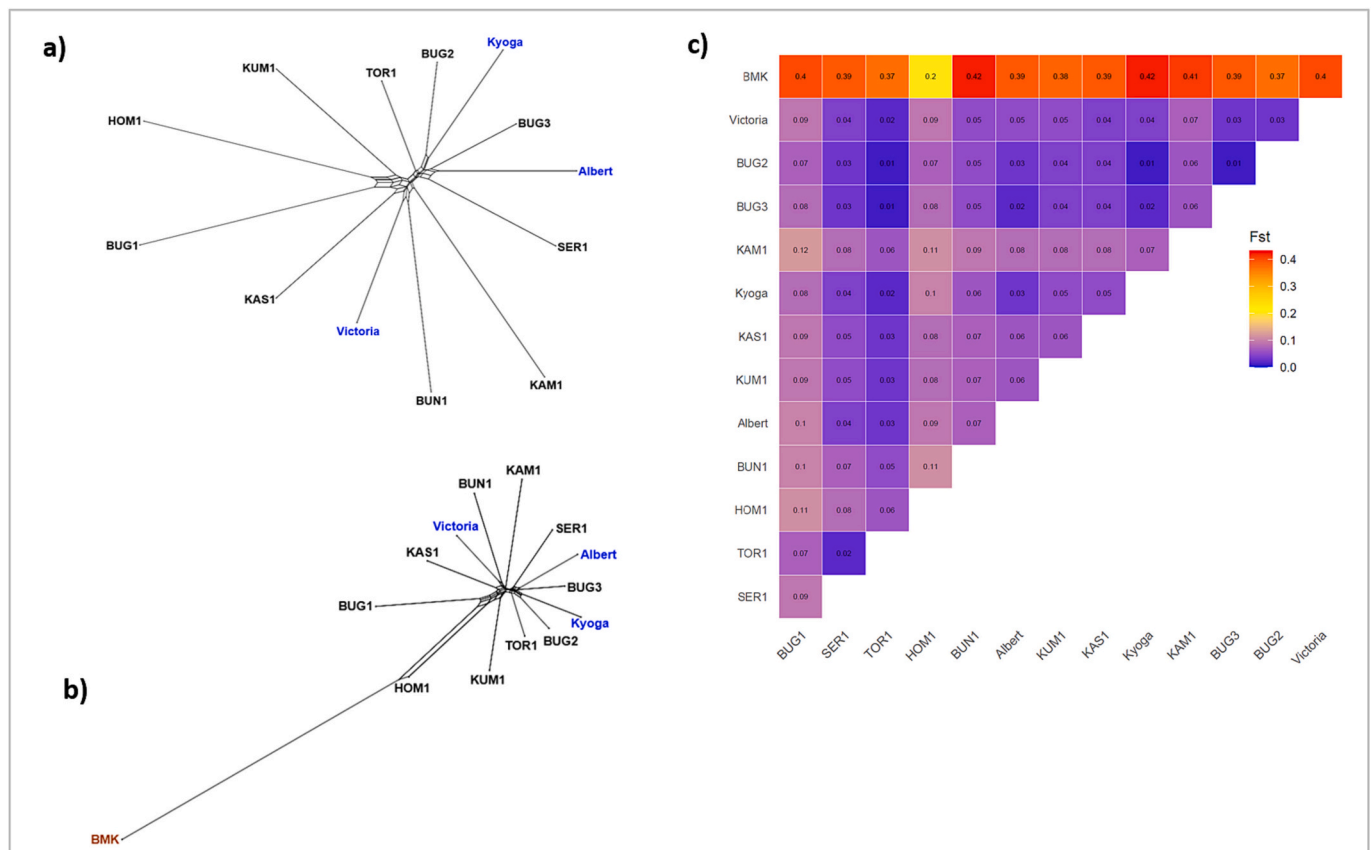 a)
Kyoga
BUG2
TOR1
KUM1
HOM1
BUG3
Albert
BUG1
SER1
KAS1
Victoria
KAM1
BUN1
b)
KAM1
BUN1
Victoria
SER1
KAS1
Albert
BUG3
BUG1
Kyoga
TOR1 BUG2
KUM1
HOM1
BMK
c)
BMK 0.4 0.39 0.37 0.2 0.42 0.39 0.38 0.39 0.42 0.41 0.39 0.37 0.4
Victoria 0.09 0.04 0.02 0.09 0.05 0.05 0.05 0.04 0.04 0.07 0.03 0.03
BUG2 0.07 0.03 0.01 0.07 0.05 0.03 0.04 0.04 0.01 0.06 0.01
BUG3 0.08 0.03 0.01 0.08 0.05 0.02 0.04 0.04 0.02 0.06
KAM1 0.12 0.08 0.06 0.11 0.09 0.08 0.08 0.08 0.07
Kyoga 0.08 0.04 0.02 0.1 0.06 0.03 0.05 0.05
KAS1 0.09 0.05 0.03 0.08 0.07 0.06 0.06
KUM1 0.09 0.05 0.03 0.08 0.07 0.06
Albert 0.1 0.04 0.03 0.09 0.07
BUN1 0.1 0.07 0.05 0.11
HOM1 0.11 0.08 0.06
TOR1 0.07 0.02
SER1 0.09
BUG1 SER1 TOR1 HOM1 BUN1 Albert KUM1 KAS1 Kyoga KAM1 BUG3 BUG2 Victoria
Fst
0.4
0.3
0.2
0.1
0.0